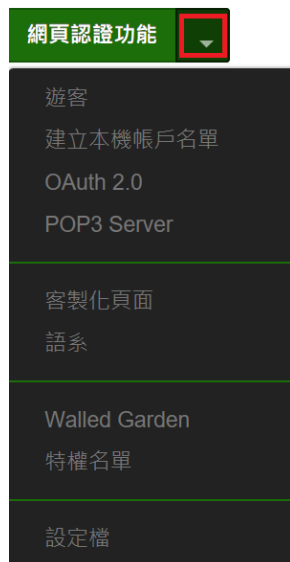 網頁認證功能
遊客
建立本機帳戶名單
OAuth 2.0
POP3 Server
客製化頁面
語系
Walled Garden
特權名單
設定檔